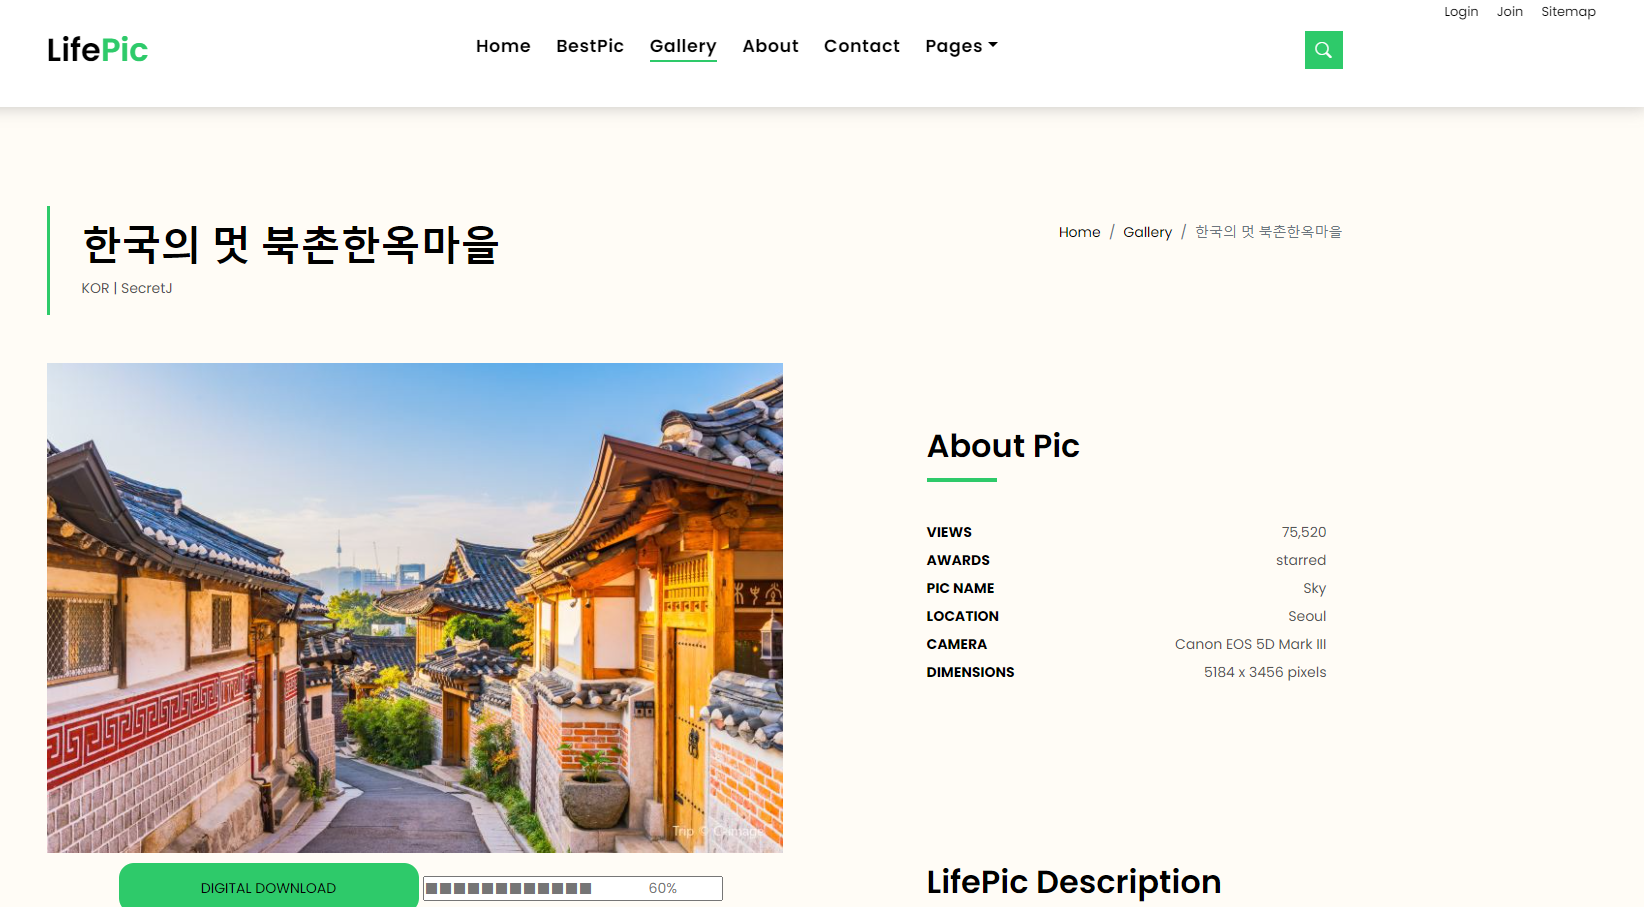 Login Join Sitemap
LifePic
Home BestPic Gallery About Contact Pages
한국의 멋 북촌한옥마을
KOR | SecretJ
Home / Gallery / 한국의 멋 북촌한옥마을
About Pic
VIEWS 75,520
AWARDS starred
PIC NAME Sky
LOCATION Seoul
CAMERA Canon EOS 5D Mark III
DIMENSIONS 5184 x 3456 pixels
Trip © C-image
DIGITAL DOWNLOAD 60%
LifePic Description